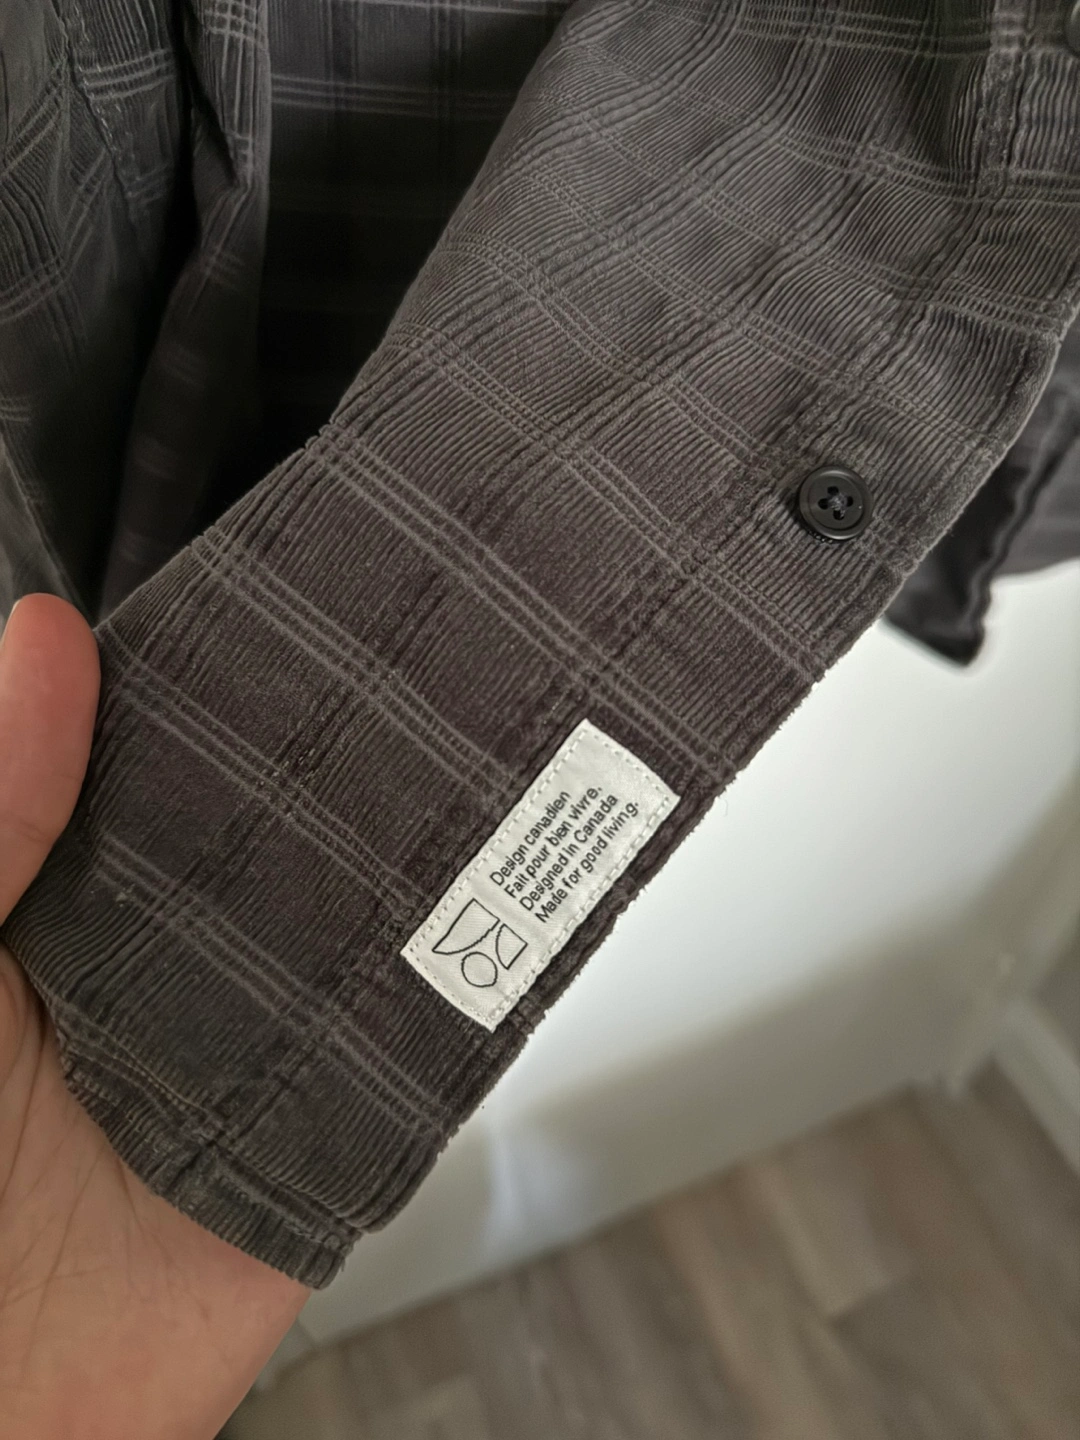 Design canadien
Fait pour bien vivre.
Designed in Canada
Made for good living.